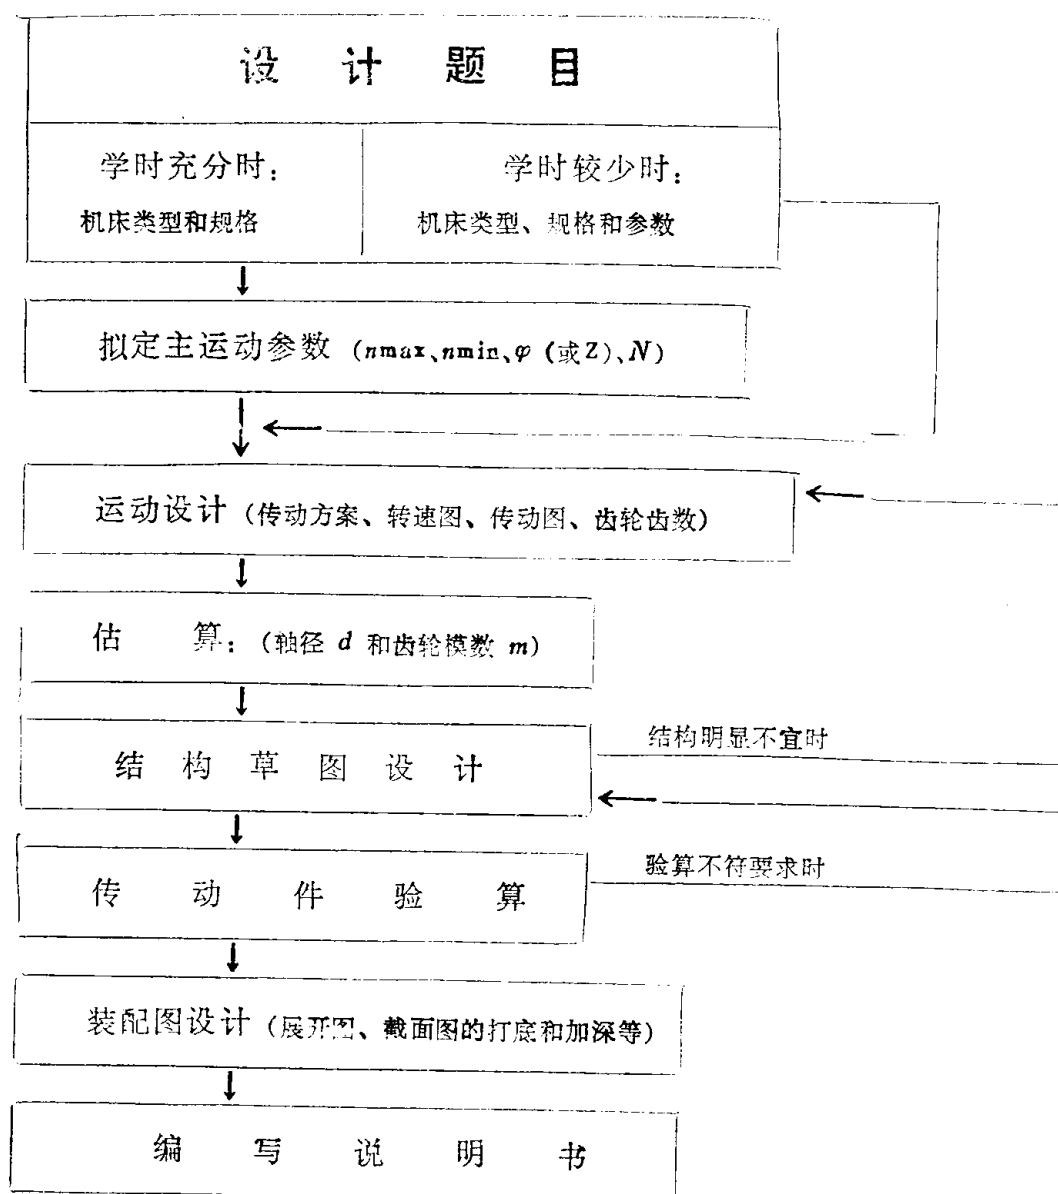 设计题目
学时充分时：
机床类型和规格
学时较少时：
机床类型、规格和参数
拟定主运动参数（nmax、nmin、φ（或Z）、N）
运动设计（传动方案、转速图、传动图、齿轮齿数）
估算：（轴径 d 和齿轮模数 m）
结构草图设计
结构明显不宜时
传动件验算
验算不符要求时
装配图设计（展开图、截面图的打底和加深等）
编写说明书